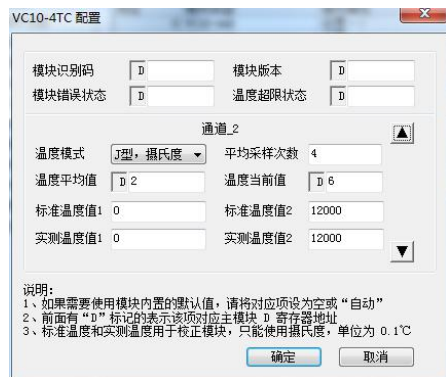 VC10-4TC 配置
模块识别码 D 模块版本 D
模块错误状态 D 温度超限状态 D
通道_2
温度模式 J型，摄氏度 平均采样次数 4
温度平均值 D 2 温度当前值 D 6
标准温度值1 0 标准温度值2 12000
实测温度值1 0 实测温度值2 12000
说明：
1、如果需要使用模块内置的默认值，请将对应项设为空或“自动”
2、前面有“D”标记的表示该项对应主模块 D 寄存器地址
3、标准温度和实测温度用于校正模块，只能使用摄氏度，单位为 0.1℃
确定 取消